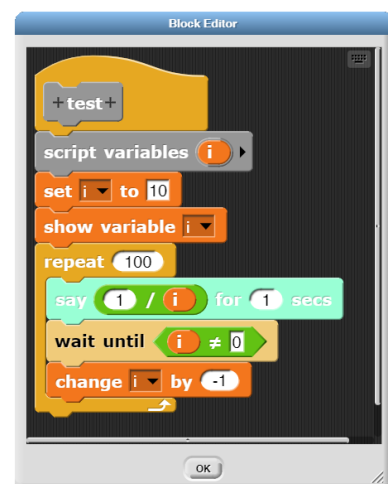 Block Editor
+test+
script variables i
set i to 10
show variable i
repeat 100
say 1 / i for 1 secs
wait until i ≠ 0
change i by -1
OK